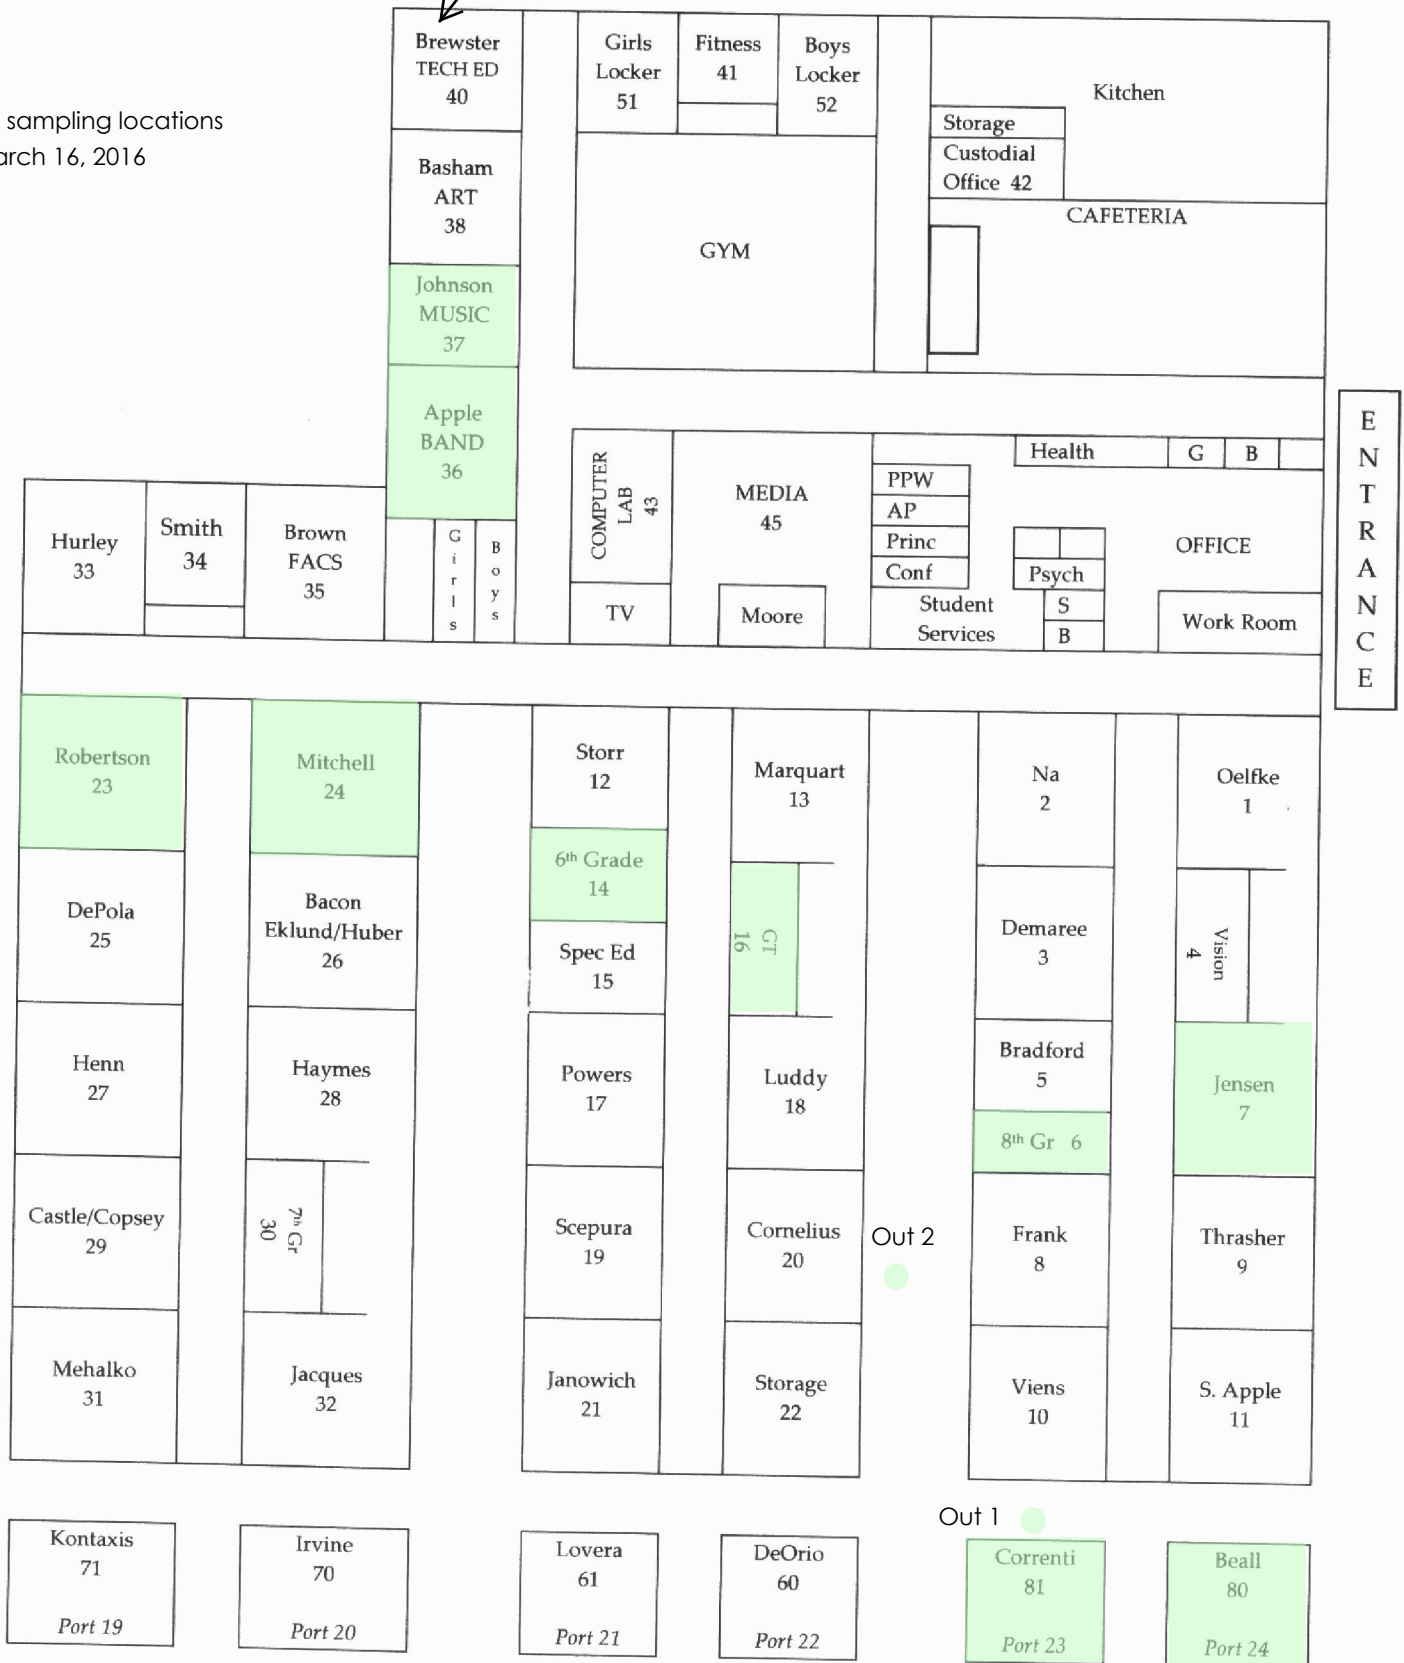 sampling locations
arch 16, 2016
Brewster
TECH ED
40
Girls
Locker
51
Fitness
41
Boys
Locker
52
Kitchen
Storage
Custodial
Office 42
CAFETERIA
Basham
ART
38
GYM
Johnson
MUSIC
37
Apple
BAND
36
ENTRANCE
Hurley
33
Smith
34
Brown
FACS
35
Girls
Boys
COMPUTER
LAB
43
TV
MEDIA
45
Moore
PPW
AP
Princ
Conf
Student
Services
Health
G
B
Psych
S
B
OFFICE
Work Room
Robertson
23
Mitchell
24
Storr
12
Marquart
13
Na
2
Oelfke
1
6th Grade
14
GT
16
DePola
25
Bacon
Eklund/Huber
26
Spec Ed
15
Demaree
3
Vision
4
Henn
27
Haymes
28
Powers
17
Luddy
18
Bradford
5
8th Gr 6
Jensen
7
Castle/Copsey
29
7th Gr
30
Scepura
19
Cornelius
20
Out 2
Frank
8
Thrasher
9
Mehalko
31
Jacques
32
Janowich
21
Storage
22
Viens
10
S. Apple
11
Out 1
Kontaxis
71
Port 19
Irvine
70
Port 20
Lovera
61
Port 21
DeOrio
60
Port 22
Correnti
81
Port 23
Beall
80
Port 24